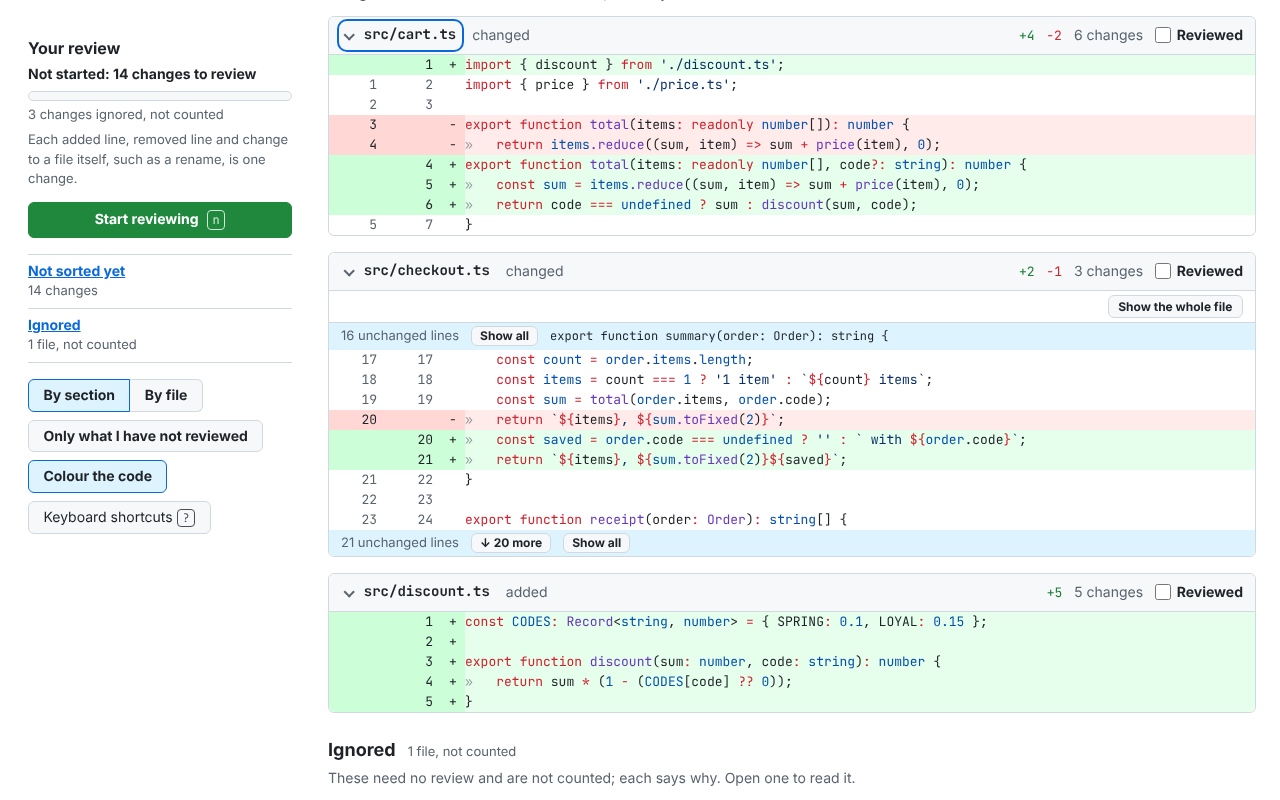 Your review
Not started: 14 changes to review
3 changes ignored, not counted
Each added line, removed line and change
to a file itself, such as a rename, is one
change.
Start reviewing n
Not sorted yet
14 changes
Ignored
1 file, not counted
By section By file
Only what I have not reviewed
Colour the code
Keyboard shortcuts ?
src/cart.ts changed +4 -2 6 changes Reviewed
1 + import { discount } from './discount.ts';
1 2 import { price } from './price.ts';
2 3
3 - export function total(items: readonly number[]): number {
4 - » return items.reduce((sum, item) => sum + price(item), 0);
4 + export function total(items: readonly number[], code?: string): number {
5 + » const sum = items.reduce((sum, item) => sum + price(item), 0);
6 + » return code === undefined ? sum : discount(sum, code);
5 7 }
src/checkout.ts changed +2 -1 3 changes Reviewed
Show the whole file
16 unchanged lines Show all export function summary(order: Order): string {
17 17 const count = order.items.length;
18 18 const items = count === 1 ? '1 item' : `${count} items`;
19 19 const sum = total(order.items, order.code);
20 - » return `${items}, ${sum.toFixed(2)}`;
20 + » const saved = order.code === undefined ? '' : ` with ${order.code}`;
21 + » return `${items}, ${sum.toFixed(2)}${saved}`;
21 22 }
22 23
23 24 export function receipt(order: Order): string[] {
21 unchanged lines ↓ 20 more Show all
src/discount.ts added +5 5 changes Reviewed
1 + const CODES: Record<string, number> = { SPRING: 0.1, LOYAL: 0.15 };
2 +
3 + export function discount(sum: number, code: string): number {
4 + » return sum * (1 - (CODES[code] ?? 0));
5 + }
Ignored 1 file, not counted
These need no review and are not counted; each says why. Open one to read it.